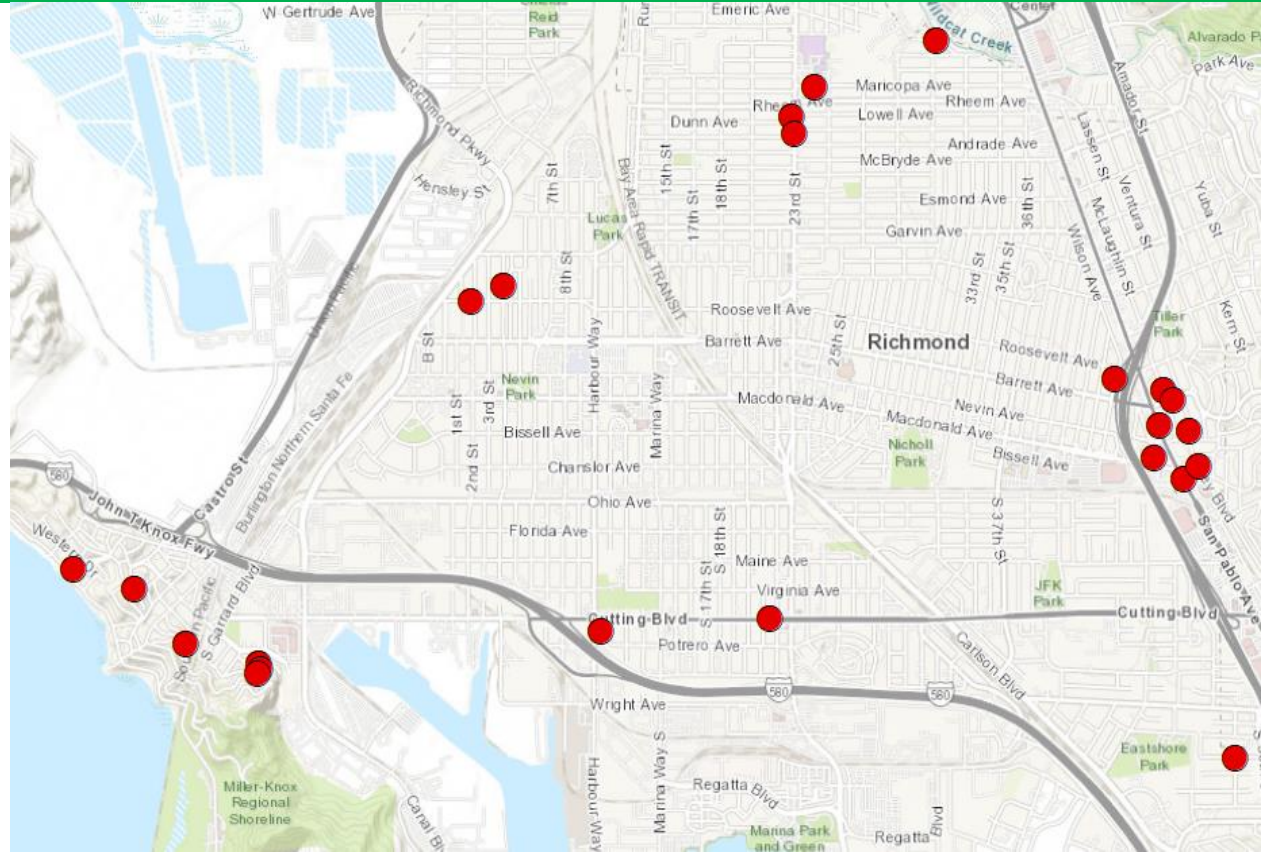 W Gertrude Ave
Reid
Park
Emeric Ave
Wildcat Creek
Center
Alvarado
Park Ave
Richmond Pkwy
Maricopa Ave
Rheem Ave
Lowell Ave
Dunn Ave
Andrade Ave
McBryde Ave
Amado St
Lassen St
Ventura St
McLaughlin St
Yuba St
Hensley St
7th St
15th St
17th St
18th St
23rd St
Esmond Ave
36th St
Garvin Ave
Lucas
Park
Bay Area Rapid TRANSIT
8th St
33rd St
35th St
Wilson Ave
Kern St
Tiller
Park
Roosevelt Ave
B St
Harbour Way
Barrett Ave
25th St
Richmond
Roosevelt Ave
Barrett Ave
Nevin
Park
1st St
3rd St
2nd St
Marina Way
Macdonald Ave
Nevin Ave
Macdonald Ave
Bissell Ave
Bissell Ave
Nicholl
Park
Chanslor Ave
Burlington Northern Santa Fe
Castro St
580
John T Knox Fwy
Ohio Ave
S 37th St
San Pablo Ave
Florida Ave
S 18th St
S 17th St
Maine Ave
Western Dr
Virginia Ave
JFK
Park
Cutting Blvd
Cutting Blvd
S Garrard Blvd
Potrero Ave
Carlson Blvd
580
580
Wright Ave
Eastshore
Park
Miller-Knox
Regional
Shoreline
Canal
Harbour Way
Marina Way S
Regatta Blvd
Regatta Blvd
Marina Park
and Green